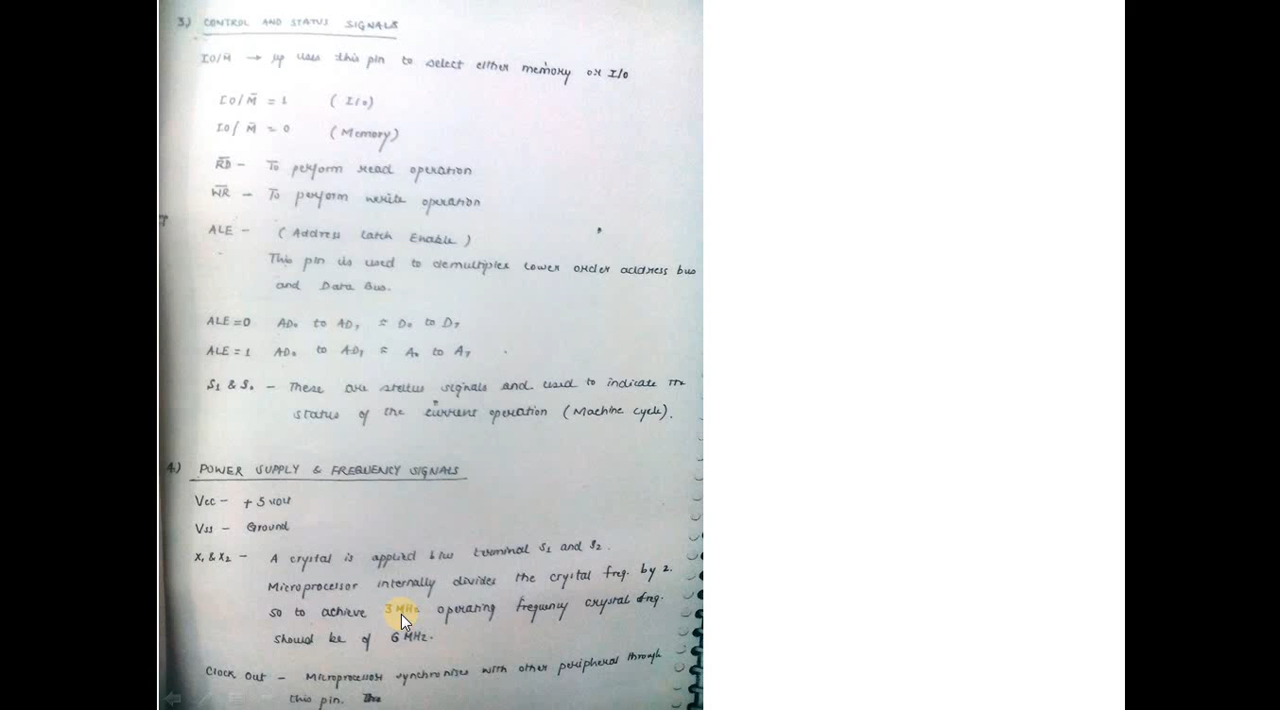 3.) CONTROL AND STATUS SIGNALS
IO/M̅ → μp uses this pin to select either memory or I/O
IO/M̅ = 1 (I/O)
IO/M̅ = 0 (Memory)
R̅D̅ – To perform read operation
W̅R̅ – To perform write operation
ALE – (Address Latch Enable)
This pin is used to demultiplex lower order address bus
and Data Bus.
ALE=0 AD₀ to AD₇ = D₀ to D₇
ALE=1 AD₀ to AD₇ = A₀ to A₇
S₁ & S₀ – These are status signals and used to indicate the
status of the current operation (Machine cycle).
4.) POWER SUPPLY & FREQUENCY SIGNALS
Vcc – +5 volt
Vss – Ground
X₁ & X₂ – A crystal is applied b/w terminal S₁ and S₂.
Microprocessor internally divides the crystal freq. by 2.
so to achieve 3 MHz operating frequency crystal freq.
should be of 6 MHz.
Clock Out – Microprocessor synchronises with other peripheral through
this pin.